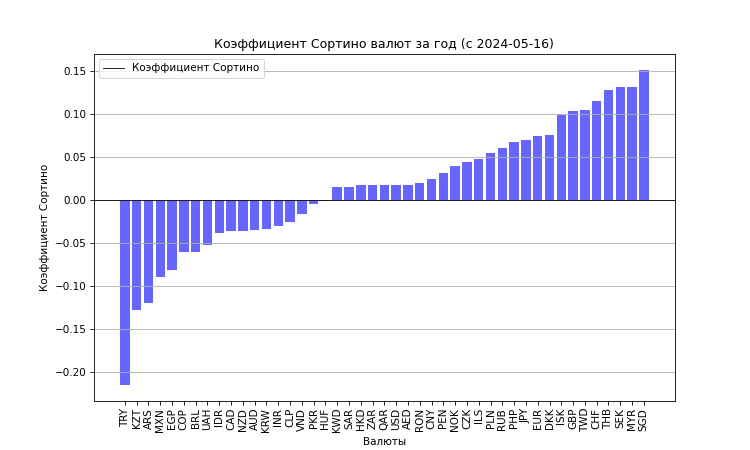 Коэффициент Сортино валют за год (с 2024-05-16)
Коэффициент Сортино
0.15
0.10
0.05
0.00
−0.05
−0.10
−0.15
−0.20
Коэффициент Сортино
TRY KZT ARS MXN EGP COP BRL UAH IDR CAD NZD AUD KRW INR CLP VND PKR HUF KWD SAR HKD ZAR QAR USD AED RON CNY PEN NOK CZK ILS PLN RUB PHP JPY EUR DKK ISK GBP TWD CHF THB SEK MYR SGD
Валюты